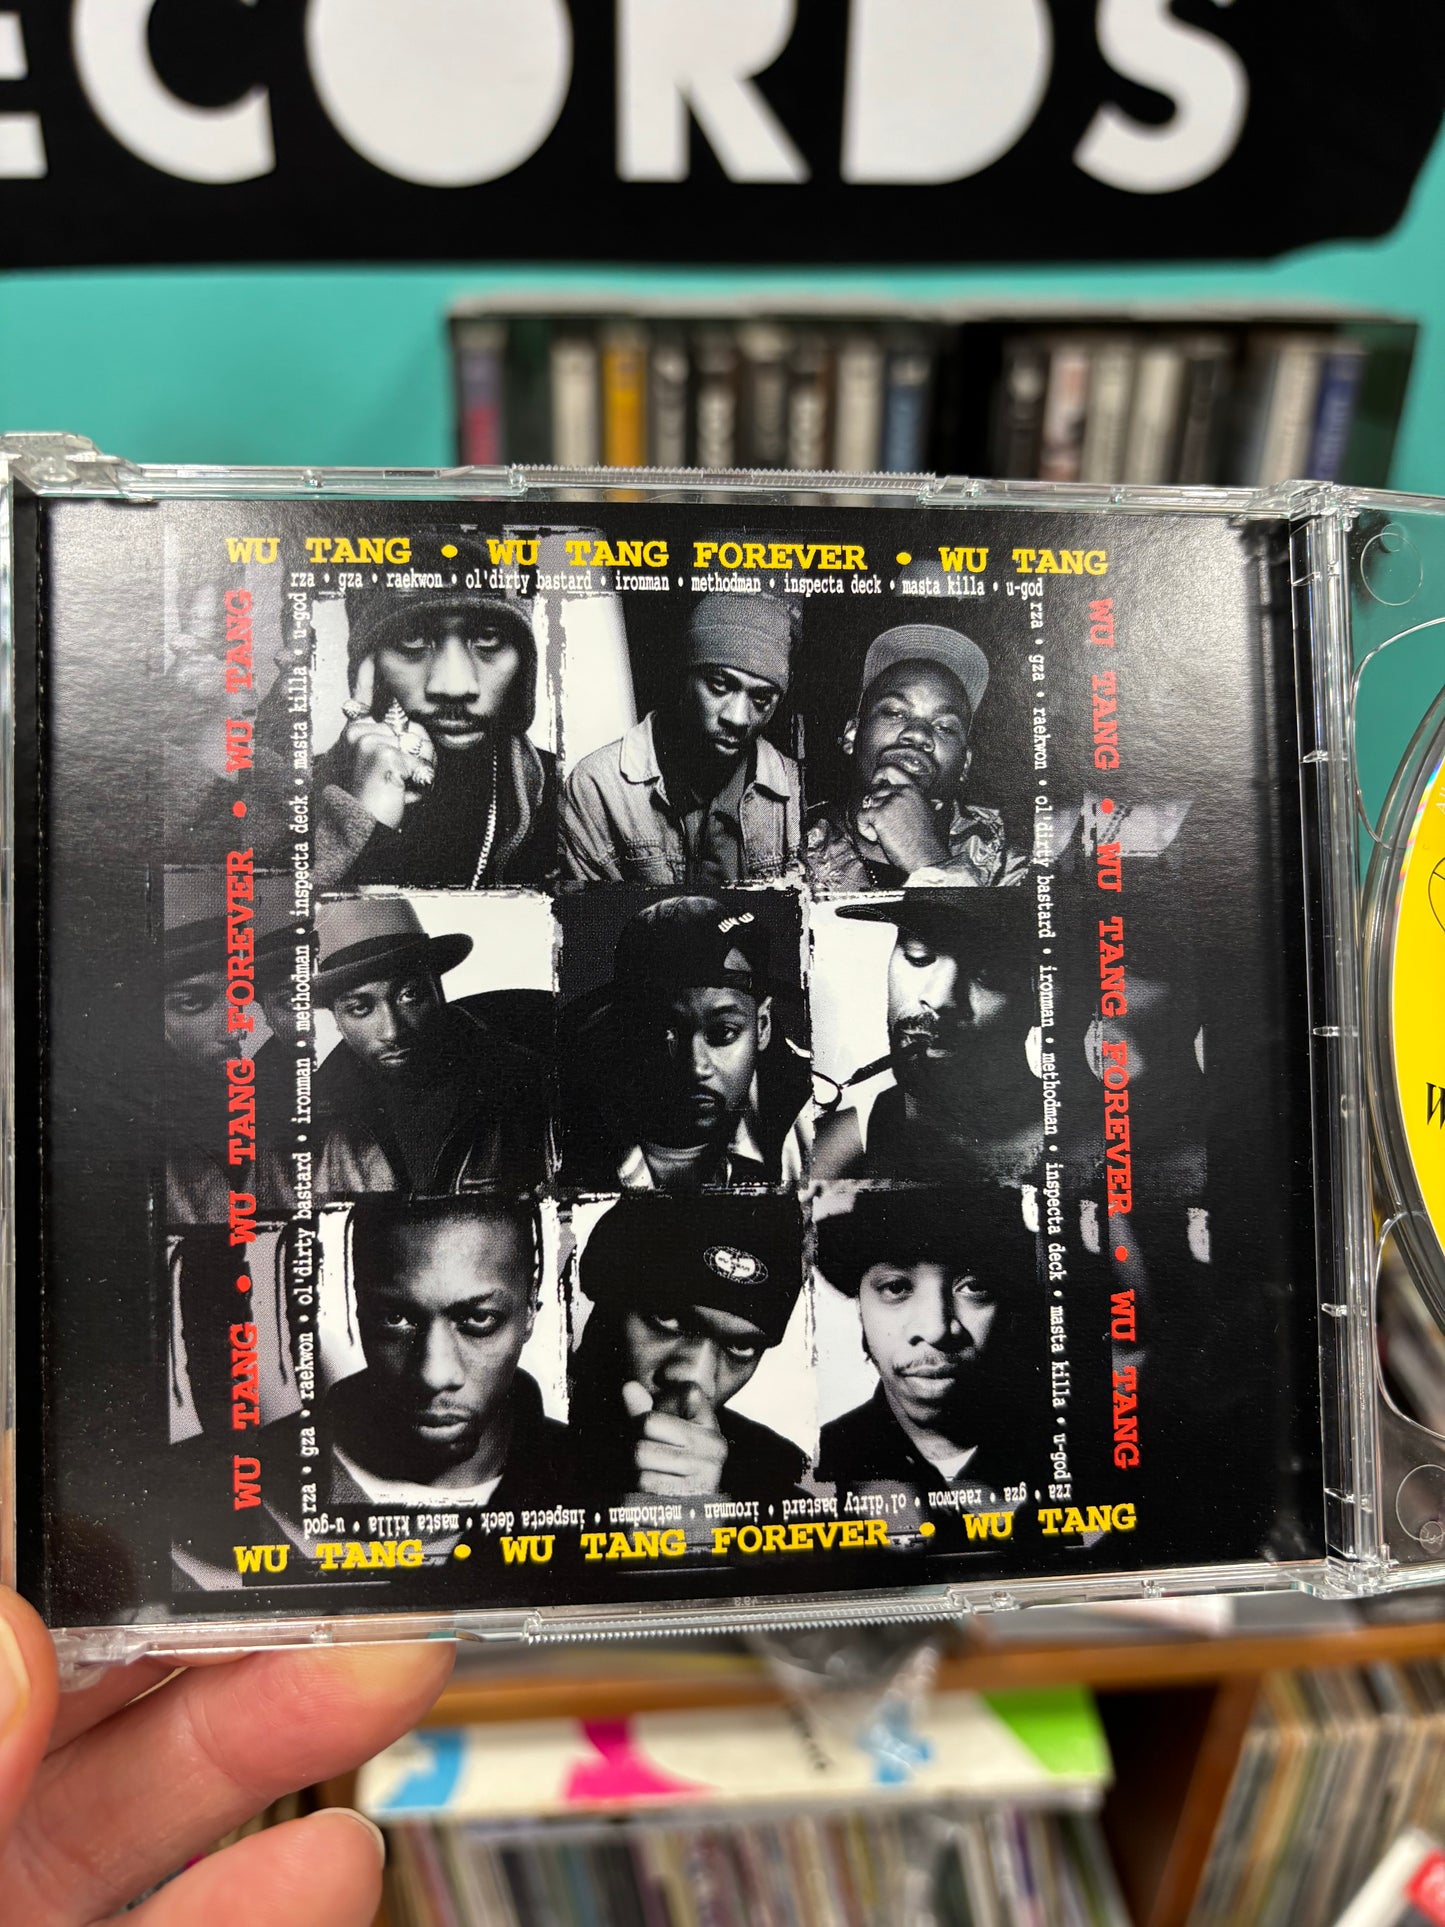 ECORDS
WU TANG • WU TANG FOREVER • WU TANG
rza • gza • raekwon • ol'dirty bastard • ironman • methodman • inspecta deck • masta killa • u-god
WU TANG • WU TANG FOREVER • WU TANG
rza • gza • raekwon • ol'dirty bastard • ironman • methodman • inspecta deck • masta killa • u-god
rza • gza • raekwon • ol'dirty bastard • ironman • methodman • inspecta deck • masta killa • u-god
WU TANG • WU TANG FOREVER • WU TANG
rza • gza • raekwon • ol'dirty bastard • ironman • methodman • inspecta deck • masta killa • u-god
WU TANG • WU TANG FOREVER • WU TANG
W